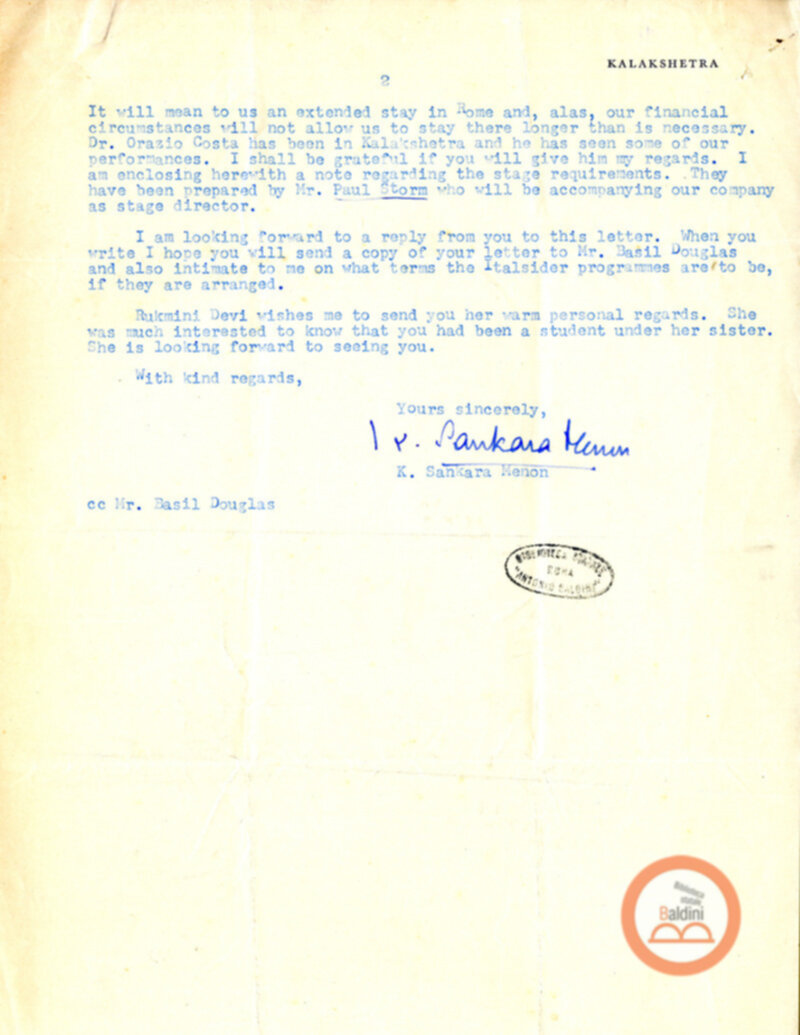 KALAKSHETRA
2
It will mean to us an extended stay in Rome and, alas, our financial
circumstances will not allow us to stay there longer than is necessary.
Dr. Orazio Costa has been in Kalakshetra and he has seen some of our
performances. I shall be grateful if you will give him my regards. I
am enclosing herewith a note regarding the stage requirements. They
have been prepared by Mr. Paul Storm who will be accompanying our company
as stage director.
I am looking forward to a reply from you to this letter. When you
write I hope you will send a copy of your letter to Mr. Basil Douglas
and also intimate to me on what terms the Italsider programmes are to be,
if they are arranged.
Rukmini Devi wishes me to send you her warm personal regards. She
was much interested to know that you had been a student under her sister.
She is looking forward to seeing you.
With kind regards,
Yours sincerely,
K. Sankara Menon
K. Sankara Menon
cc Mr. Basil Douglas
BIBLIOTECA
ROMA
"ANTONIO BALDINI"
Biblioteca
statale
Baldini